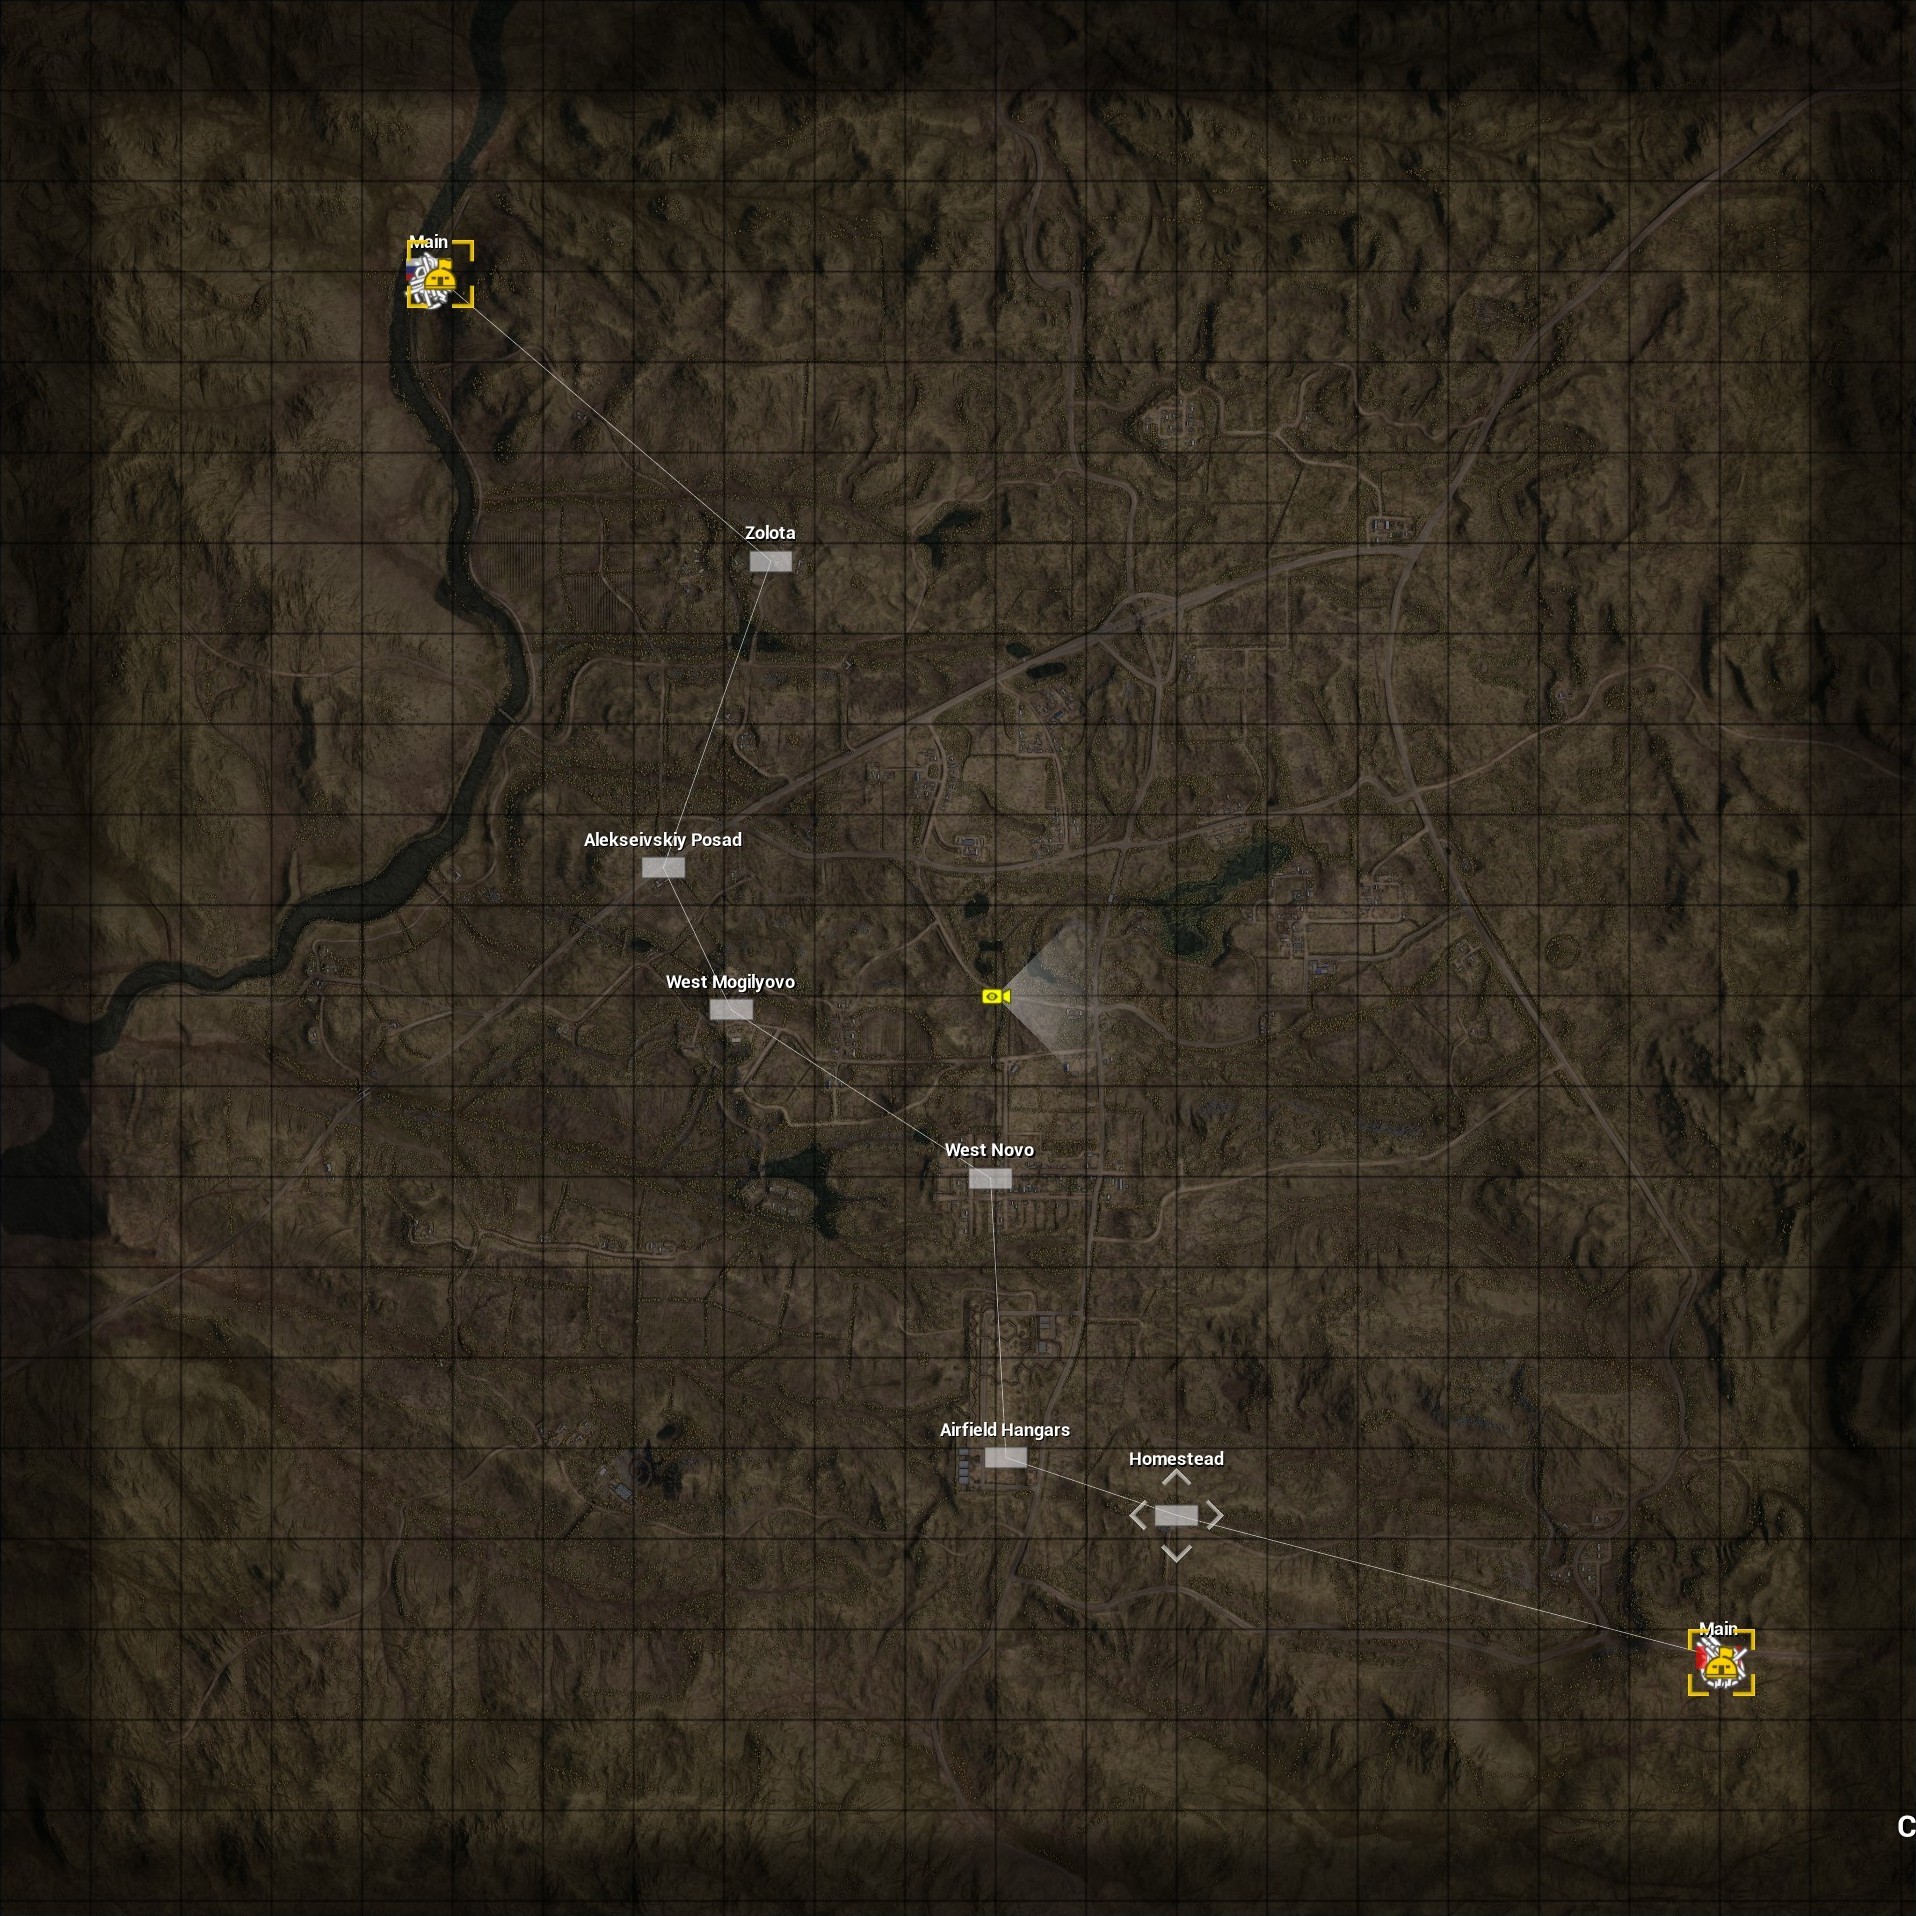 Main
Zolota
Alekseivskiy Posad
West Mogilyovo
West Novo
Airfield Hangars
Homestead
Main
C